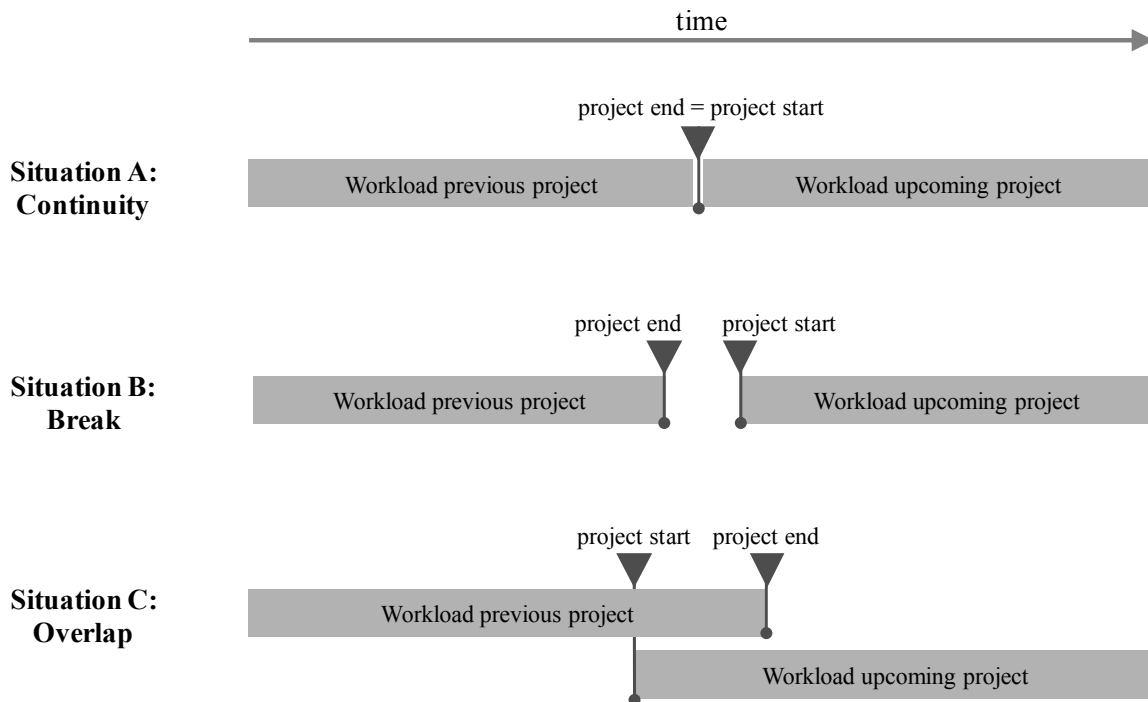 time
project end = project start
Situation A:
Continuity
Workload previous project
Workload upcoming project
project end
project start
Situation B:
Break
Workload previous project
Workload upcoming project
project start
project end
Situation C:
Overlap
Workload previous project
Workload upcoming project